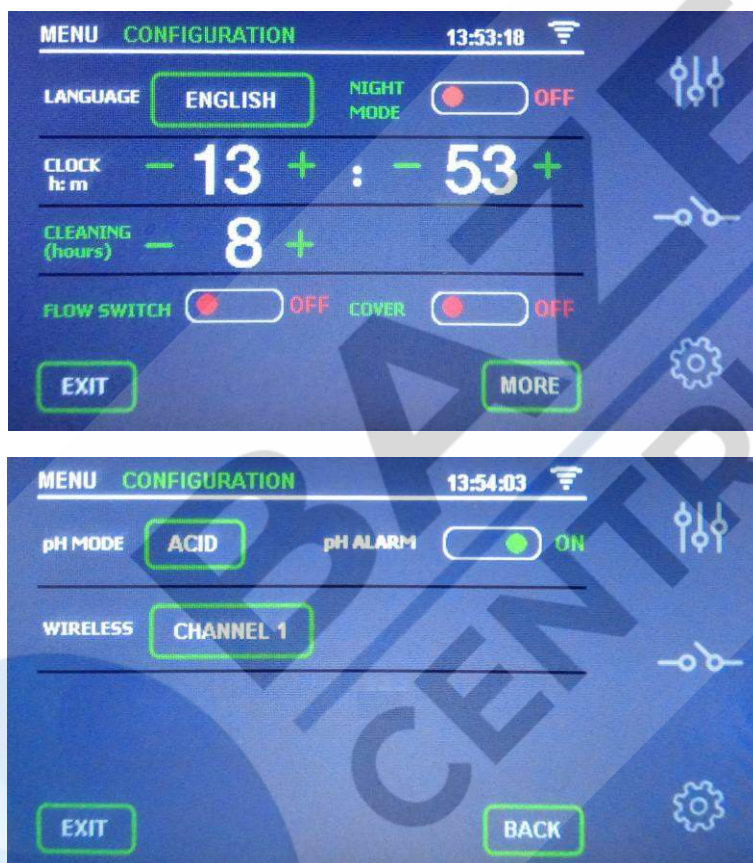 MENU CONFIGURATION 13:53:18
LANGUAGE ENGLISH NIGHT MODE OFF
CLOCK h: m - 13 + : - 53 +
CLEANING (hours) - 8 +
FLOW SWITCH OFF COVER OFF
EXIT MORE
MENU CONFIGURATION 13:54:03
pH MODE ACID pH ALARM ON
WIRELESS CHANNEL 1
EXIT BACK
BAZE
CENTR